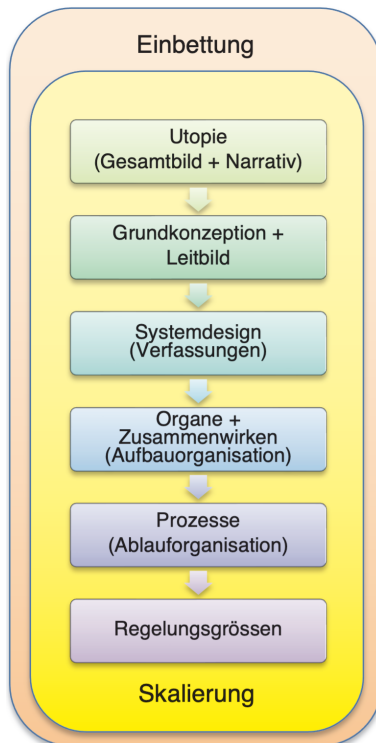 Einbettung
Utopie
(Gesamtbild + Narrativ)
Grundkonzeption +
Leitbild
Systemdesign
(Verfassungen)
Organe +
Zusammenwirken
(Aufbauorganisation)
Prozesse
(Ablauforganisation)
Regelungsgrössen
Skalierung